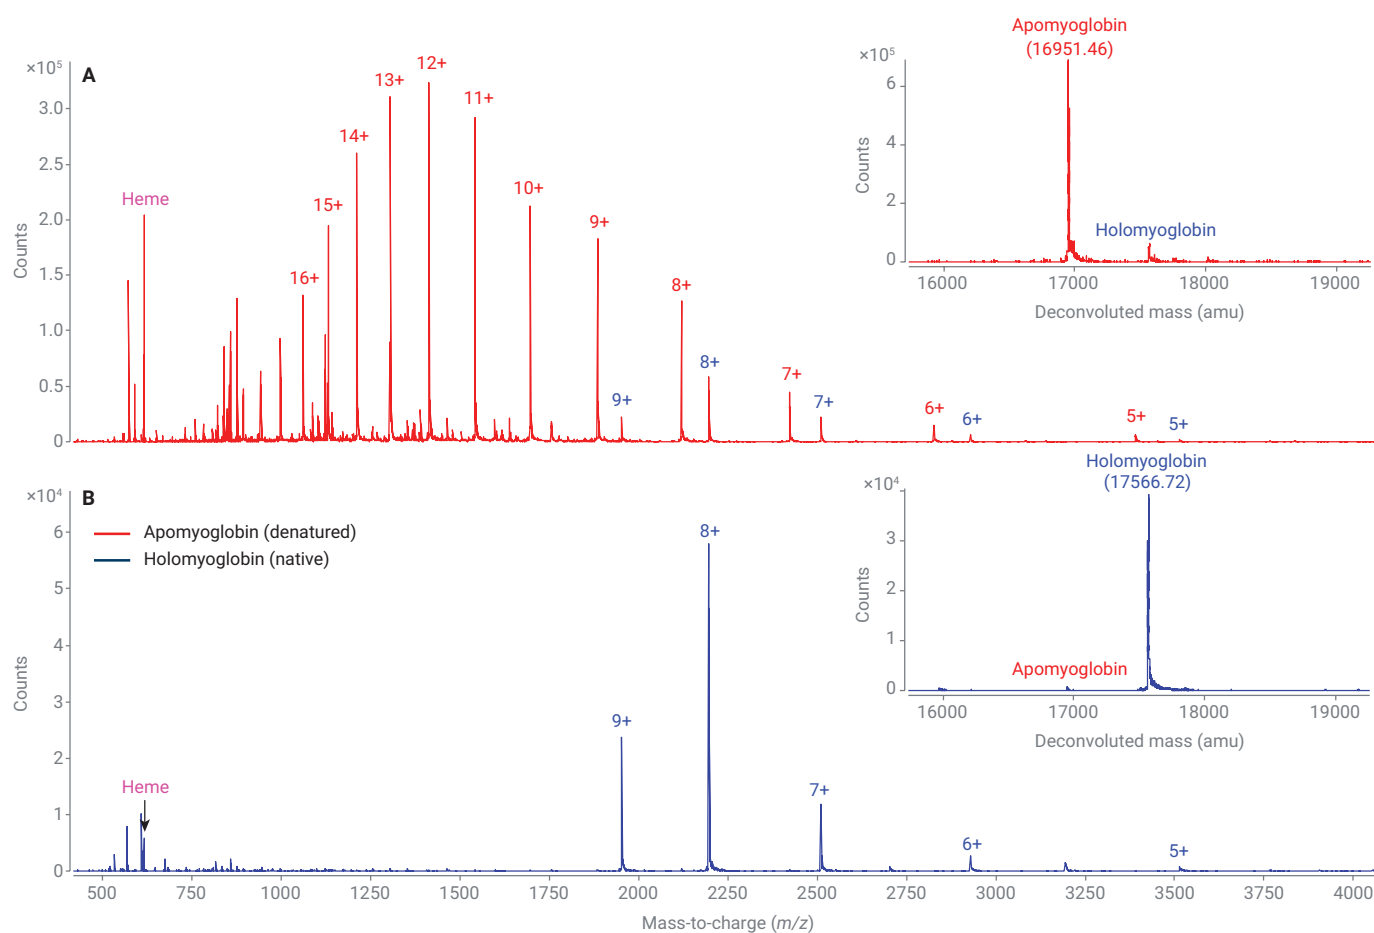 ×10⁵
A
3.0
2.5
2.0
1.5
1.0
0.5
0
Counts
Heme
16+
15+
14+
13+
12+
11+
10+
9+
8+
7+
6+
5+
9+
8+
7+
6+
5+
Apomyoglobin
(16951.46)
×10⁵
6
4
2
0
Counts
Holomyoglobin
16000 17000 18000 19000
Deconvoluted mass (amu)
×10⁴
B
6
5
4
3
2
1
0
Counts
Apomyoglobin (denatured)
Holomyoglobin (native)
Heme
9+
8+
7+
6+
5+
Holomyoglobin
(17566.72)
×10⁴
3
2
1
0
Counts
Apomyoglobin
16000 17000 18000 19000
Deconvoluted mass (amu)
500 750 1000 1250 1500 1750 2000 2250 2500 2750 3000 3250 3500 3750 4000
Mass-to-charge (m/z)